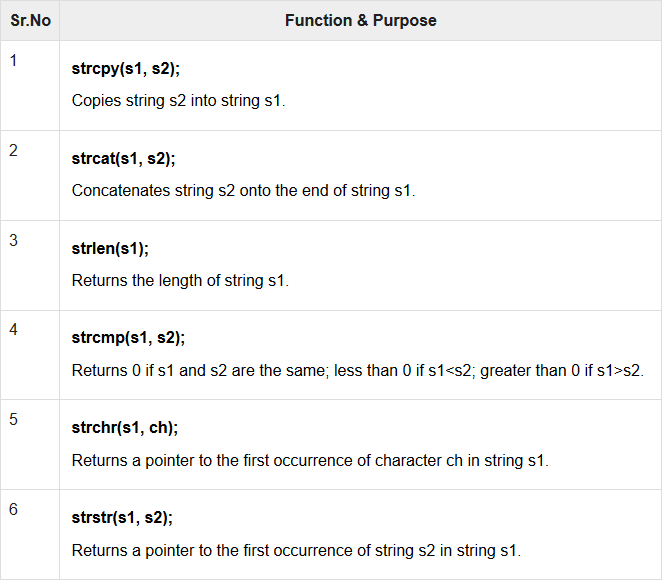 Sr.No Function & Purpose
1
strcpy(s1, s2);
Copies string s2 into string s1.
2
strcat(s1, s2);
Concatenates string s2 onto the end of string s1.
3
strlen(s1);
Returns the length of string s1.
4
strcmp(s1, s2);
Returns 0 if s1 and s2 are the same; less than 0 if s1<s2; greater than 0 if s1>s2.
5
strchr(s1, ch);
Returns a pointer to the first occurrence of character ch in string s1.
6
strstr(s1, s2);
Returns a pointer to the first occurrence of string s2 in string s1.